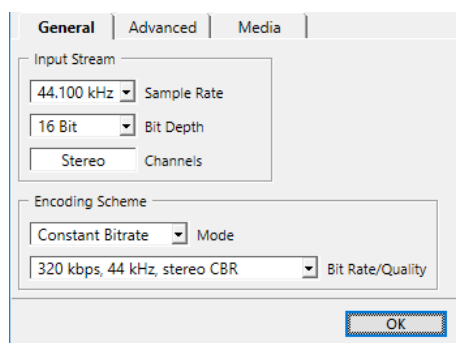 General Advanced Media
Input Stream
44.100 kHz Sample Rate
16 Bit Bit Depth
Stereo Channels
Encoding Scheme
Constant Bitrate Mode
320 kbps, 44 kHz, stereo CBR Bit Rate/Quality
OK